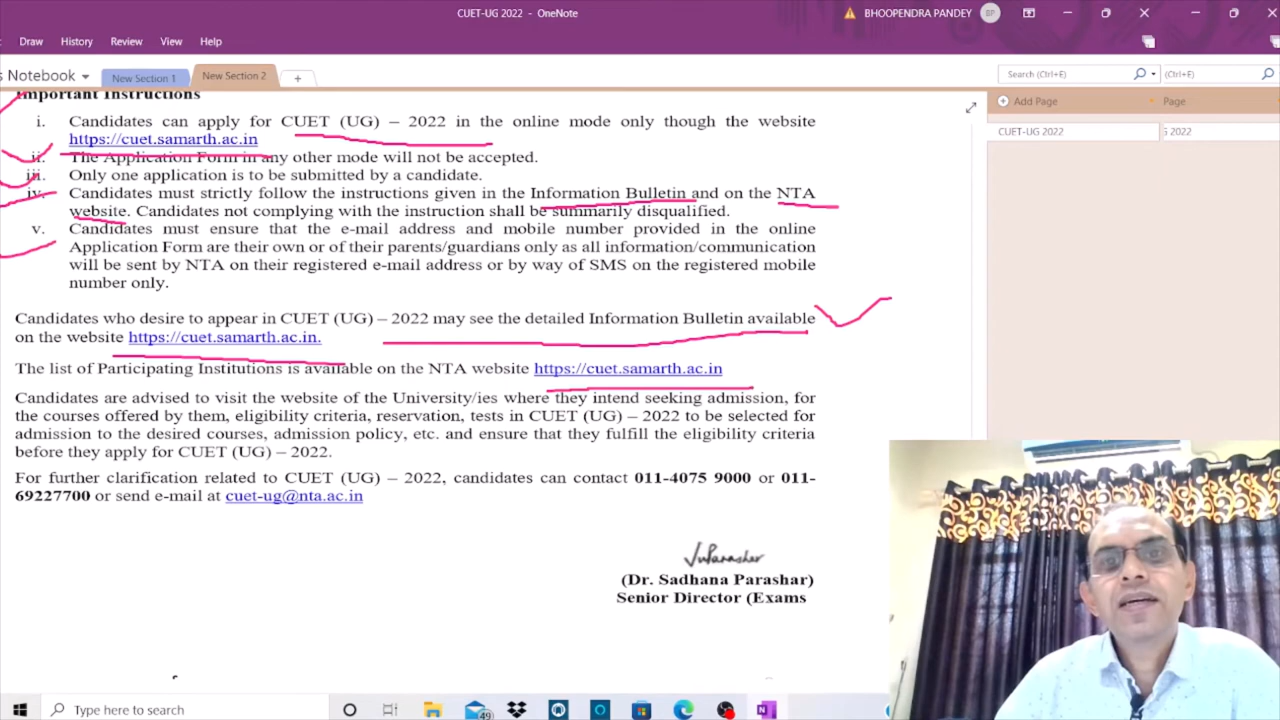 CUET-UG 2022 - OneNote
BHOOPENDRA PANDEY
BP
Draw History Review View Help
s Notebook
New Section 1
New Section 2
+
Search (Ctrl+E)
(Ctrl+E)
Add Page
Page
CUET-UG 2022
2022
Important Instructions
i. Candidates can apply for CUET (UG) – 2022 in the online mode only though the website
https://cuet.samarth.ac.in
ii. The Application Form in any other mode will not be accepted.
iii. Only one application is to be submitted by a candidate.
iv. Candidates must strictly follow the instructions given in the Information Bulletin and on the NTA
website. Candidates not complying with the instruction shall be summarily disqualified.
v. Candidates must ensure that the e-mail address and mobile number provided in the online
Application Form are their own or of their parents/guardians only as all information/communication
will be sent by NTA on their registered e-mail address or by way of SMS on the registered mobile
number only.
Candidates who desire to appear in CUET (UG) – 2022 may see the detailed Information Bulletin available
on the website https://cuet.samarth.ac.in.
The list of Participating Institutions is available on the NTA website https://cuet.samarth.ac.in
Candidates are advised to visit the website of the University/ies where they intend seeking admission, for
the courses offered by them, eligibility criteria, reservation, tests in CUET (UG) – 2022 to be selected for
admission to the desired courses, admission policy, etc. and ensure that they fulfill the eligibility criteria
before they apply for CUET (UG) – 2022.
For further clarification related to CUET (UG) – 2022, candidates can contact 011-4075 9000 or 011-
69227700 or send e-mail at cuet-ug@nta.ac.in
(Dr. Sadhana Parashar)
Senior Director (Exams
Type here to search
49